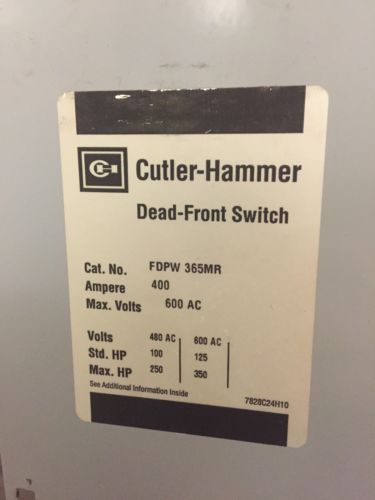 Cutler-Hammer
Dead-Front Switch
Cat. No. FDPW 365MR
Ampere 400
Max. Volts 600 AC
Volts 480 AC 600 AC
Std. HP 100 125
Max. HP 250 350
See Additional Information Inside
7828C24H10